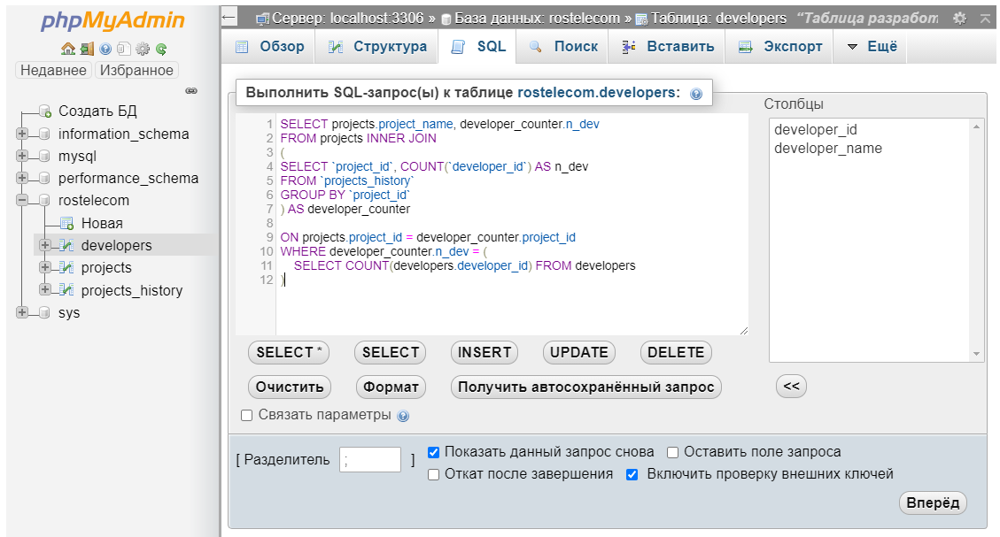 phpMyAdmin
Недавнее Избранное
Создать БД
information_schema
mysql
performance_schema
rostelecom
Новая
developers
projects
projects_history
sys
Сервер: localhost:3306 » База данных: rostelecom » Таблица: developers “Таблица разработ
Обзор Структура SQL Поиск Вставить Экспорт Ещё
Выполнить SQL-запрос(ы) к таблице rostelecom.developers:
1 SELECT projects.project_name, developer_counter.n_dev
2 FROM projects INNER JOIN
3 (
4 SELECT `project_id`, COUNT(`developer_id`) AS n_dev
5 FROM `projects_history`
6 GROUP BY `project_id`
7 ) AS developer_counter
8
9 ON projects.project_id = developer_counter.project_id
10 WHERE developer_counter.n_dev = (
11 SELECT COUNT(developers.developer_id) FROM developers
12 )
Столбцы
developer_id
developer_name
SELECT * SELECT INSERT UPDATE DELETE
Очистить Формат Получить автосохранённый запрос <<
Связать параметры
[ Разделитель ; ]
Показать данный запрос снова Оставить поле запроса
Откат после завершения Включить проверку внешних ключей
Вперёд